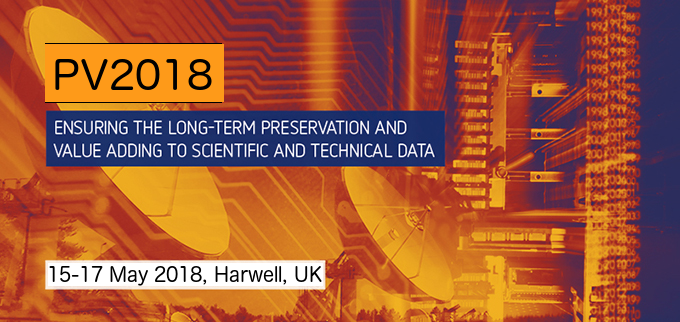 PV2018
ENSURING THE LONG-TERM PRESERVATION AND
VALUE ADDING TO SCIENTIFIC AND TECHNICAL DATA
15-17 May 2018, Harwell, UK